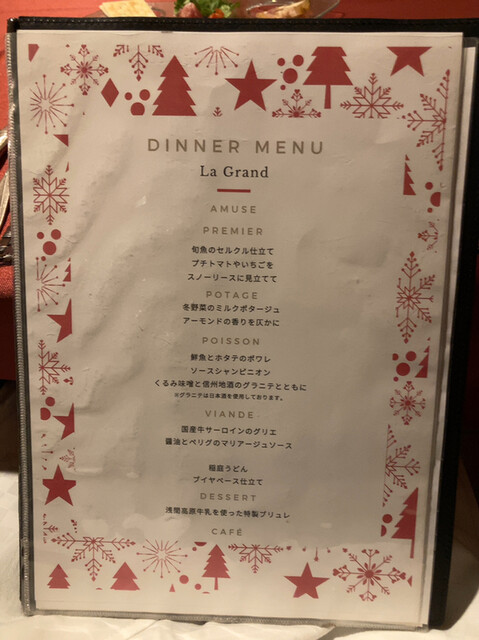 DINNER MENU
La Grand
AMUSE
PREMIER
旬魚のセルクル仕立て
プチトマトやいちごを
スノーリースに見立てて
POTAGE
冬野菜のミルクポタージュ
アーモンドの香りを仄かに
POISSON
鮮魚とホタテのポワレ
ソースシャンピニオン
くるみ味噌と信州地酒のグラニテとともに
※グラニテは日本酒を使用しております。
VIANDE
国産牛サーロインのグリエ
醤油とペリグのマリアージュソース
稲庭うどん
ブイヤベース仕立て
DESSERT
浅間高原牛乳を使った特製ブリュレ
CAFÉ